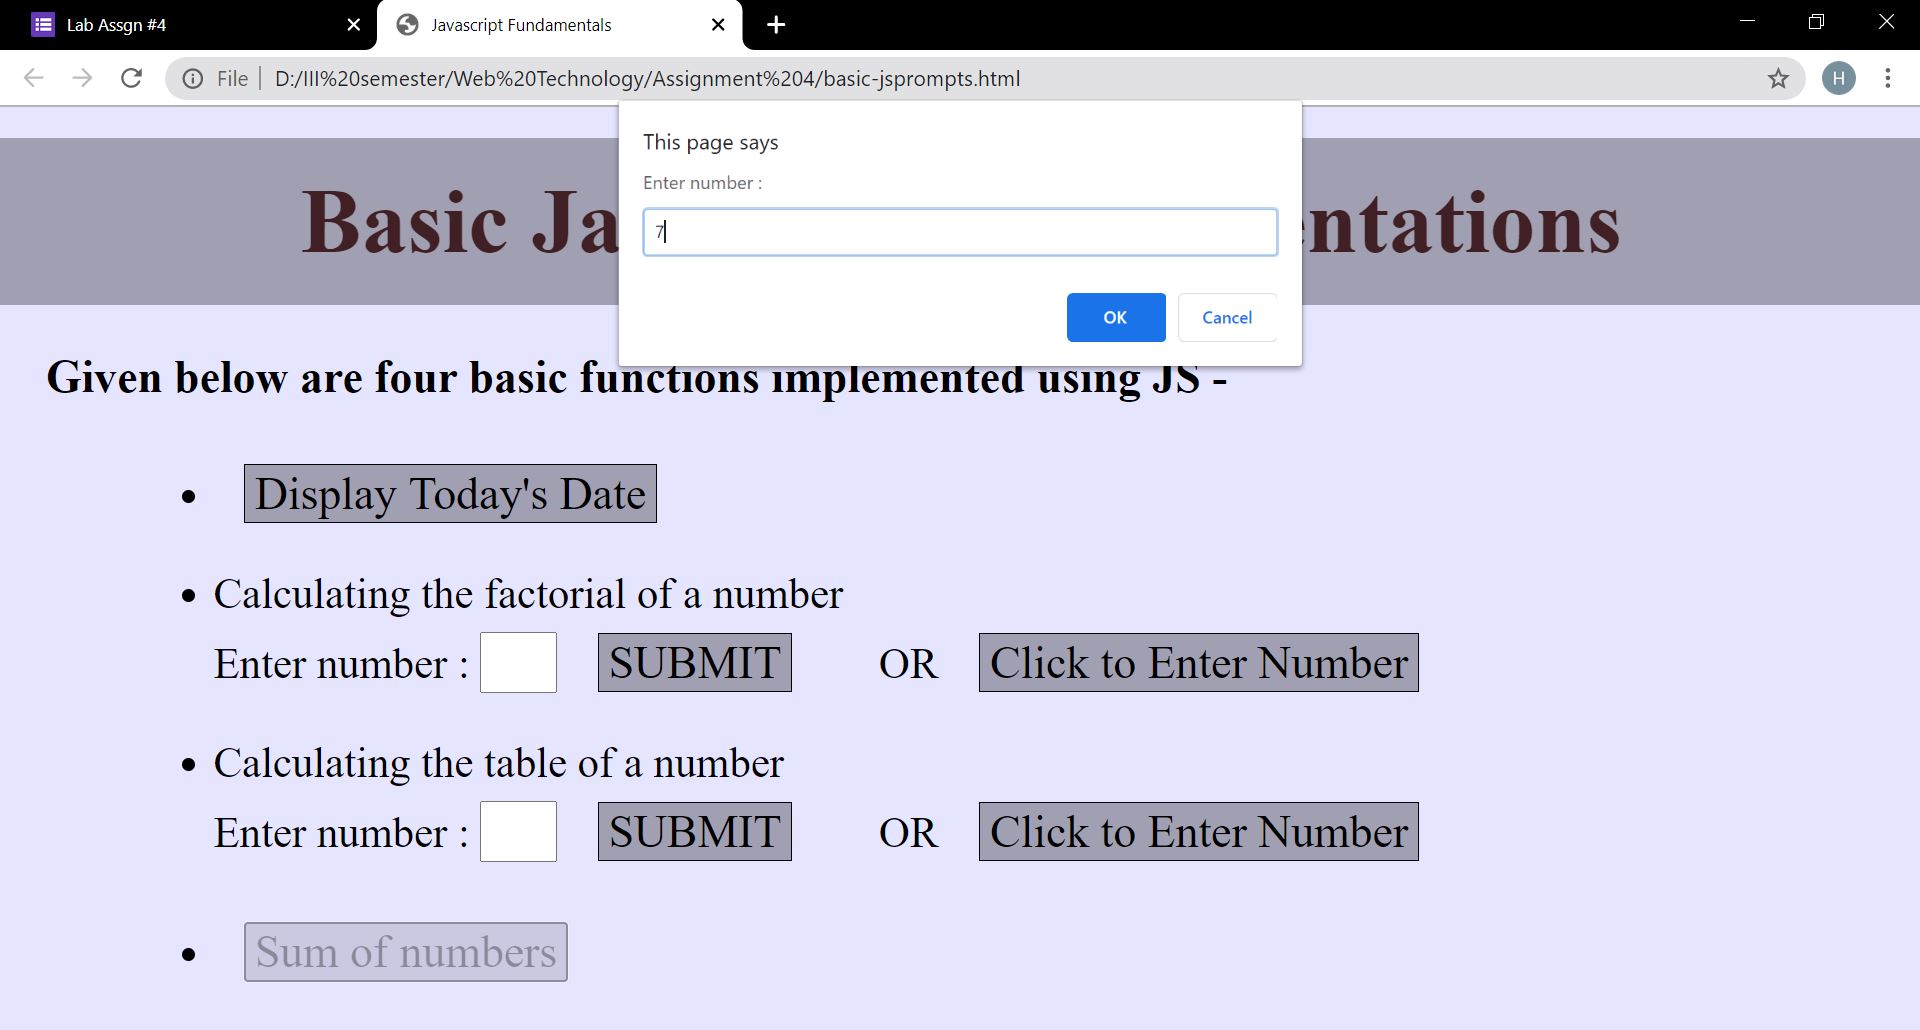 Lab Assgn #4
Javascript Fundamentals
File
D:/III%20semester/Web%20Technology/Assignment%204/basic-jsprompts.html
H
This page says
Enter number :
7
OK Cancel
Basic Ja ntations
Given below are four basic functions implemented using JS -
Display Today's Date
Calculating the factorial of a number
Enter number : SUBMIT OR Click to Enter Number
Calculating the table of a number
Enter number : SUBMIT OR Click to Enter Number
Sum of numbers